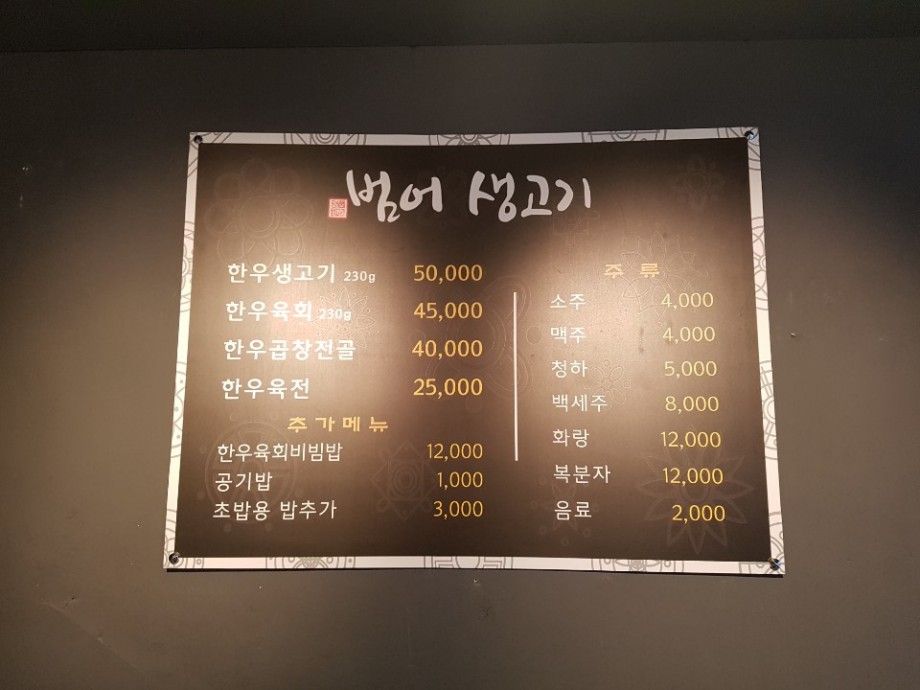 범어 생고기
한우생고기 230g 50,000
한우육회 230g 45,000
한우곱창전골 40,000
한우육전 25,000
추가메뉴
한우육회비빔밥 12,000
공기밥 1,000
초밥용 밥추가 3,000
주류
소주 4,000
맥주 4,000
청하 5,000
백세주 8,000
화랑 12,000
복분자 12,000
음료 2,000